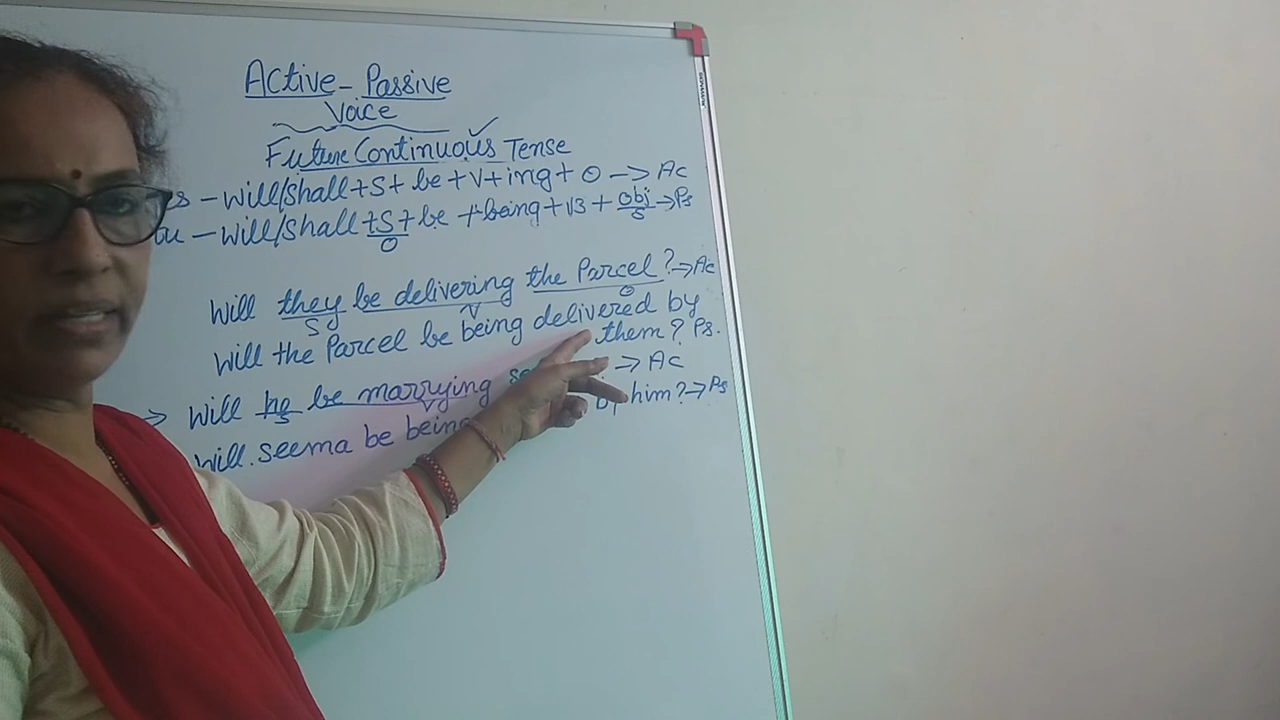 Active - Passive
Voice
Future Continuous Tense
- will/shall + S + be + V + ing + O -> Ac
- will/shall + S + be + being + V3 + Obj -> Ps
O S
Will they be delivering the Parcel? -> Ac
S V O
Will the Parcel be being delivered by
them? Ps.
-> Will he be marrying -> Ac
S V
Will Seema be being by him? -> Ps